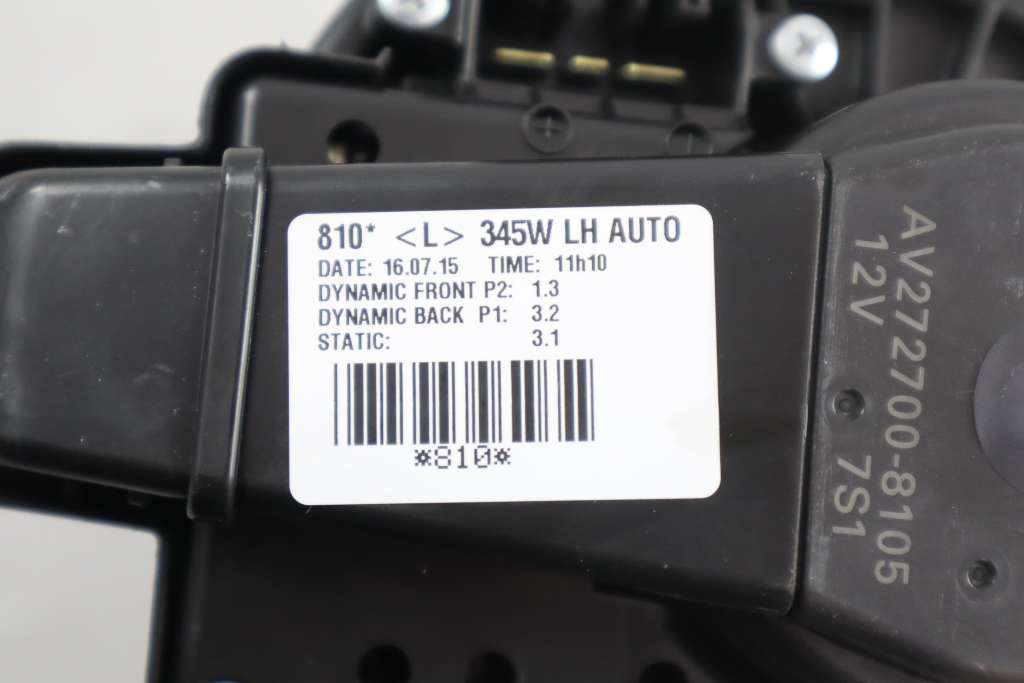 810* <L> 345W LH AUTO
DATE: 16.07.15 TIME: 11h10
DYNAMIC FRONT P2: 1.3
DYNAMIC BACK P1: 3.2
STATIC: 3.1
*810*
AV272700-8105
12V 7S1